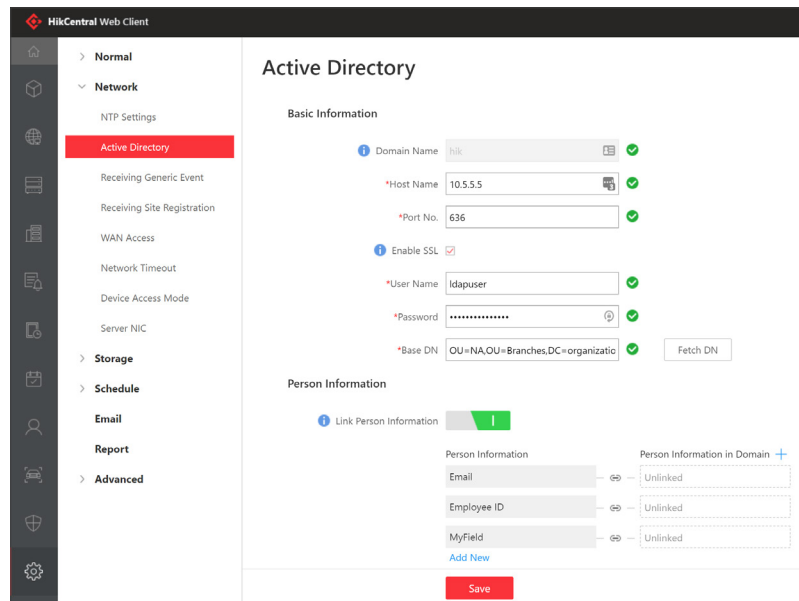 HikCentral Web Client
Normal
Network
NTP Settings
Active Directory
Receiving Generic Event
Receiving Site Registration
WAN Access
Network Timeout
Device Access Mode
Server NIC
Storage
Schedule
Email
Report
Advanced
Active Directory
Basic Information
Domain Name hik
*Host Name 10.5.5.5
*Port No. 636
Enable SSL
*User Name ldapuser
*Password •••••••••••••••
*Base DN OU=NA,OU=Branches,DC=organizatio Fetch DN
Person Information
Link Person Information
Person Information Person Information in Domain
Email Unlinked
Employee ID Unlinked
MyField Unlinked
Add New
Save